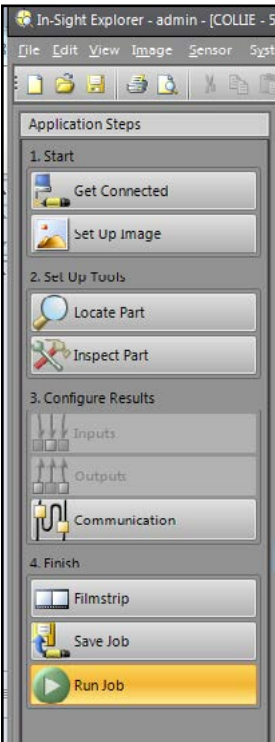 In-Sight Explorer - admin - [COLLIE - 5
File Edit View Image Sensor Syst
Application Steps
1. Start
Get Connected
Set Up Image
2. Set Up Tools
Locate Part
Inspect Part
3. Configure Results
Inputs
Outputs
Communication
4. Finish
Filmstrip
Save Job
Run Job